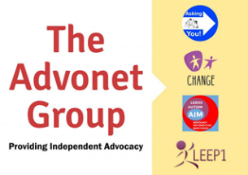 The
Advonet
Group
Providing Independent Advocacy
Asking
You!
CHANGE
LEEDS
AUTISM
AIM
LEEP1